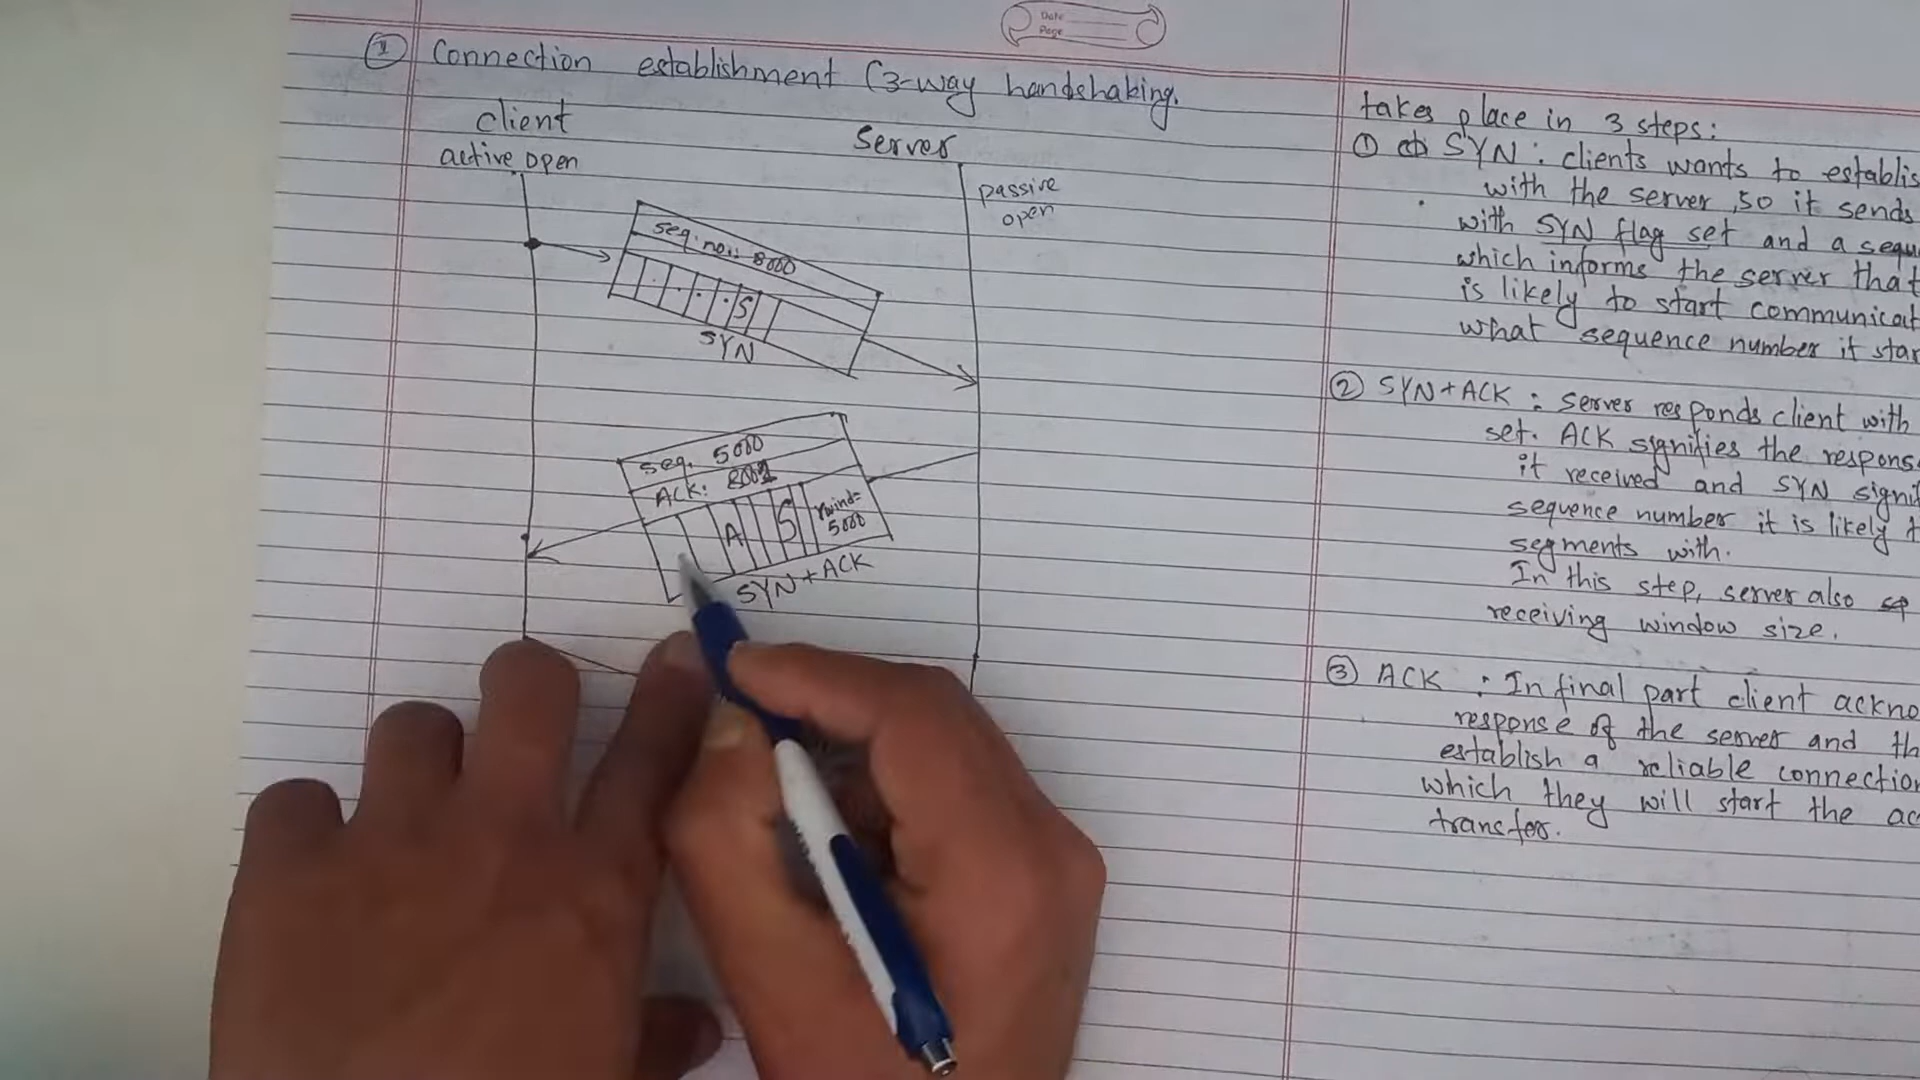 Date
Page
① Connection establishment (3-way handshaking.
client
active open
Server
passive
open
seq. no.: 8000
S
SYN
seq. 5000
ACK: 8001
A S rwind=
5000
SYN + ACK
takes place in 3 steps:
① SYN : clients wants to establis
with the server, so it sends
with SYN flag set and a sequ
which informs the server that
is likely to start communicat
what sequence number it star
② SYN+ACK : server responds client with
set. ACK signifies the respons
it received and SYN signi
sequence number it is likely t
segments with.
In this step, server also
receiving window size.
③ ACK : In final part client ackno
response of the server and th
establish a reliable connection
which they will start the ac
transfer.